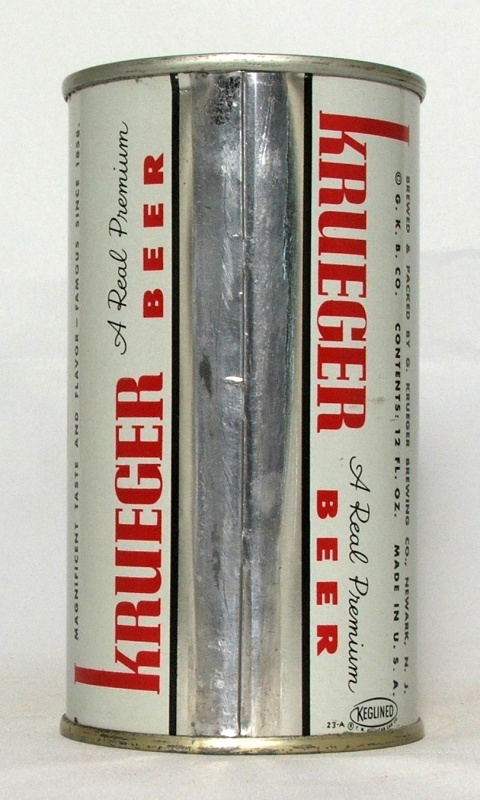 MAGNIFICENT TASTE AND FLAVOR — FAMOUS SINCE 1858.
KRUEGER
A Real Premium
BEER
KRUEGER
A Real Premium
BEER
BREWED & PACKED BY G. KRUEGER BREWING CO., NEWARK, N. J.
© G. K. B. CO. CONTENTS: 12 FL. OZ. MADE IN U. S. A.
KEGLINED
23-A ®